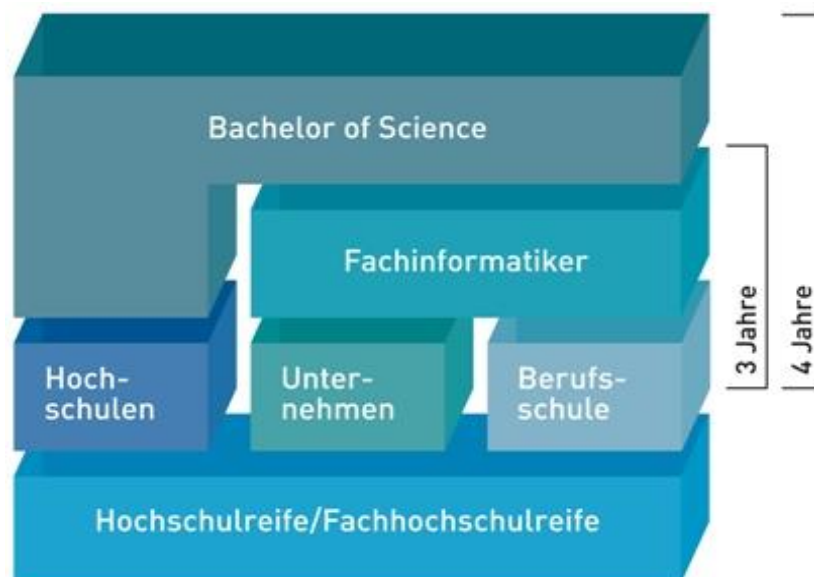 Bachelor of Science
Fachinformatiker
Hoch-
schulen
Unter-
nehmen
Berufs-
schule
Hochschulreife/Fachhochschulreife
3 Jahre
4 Jahre